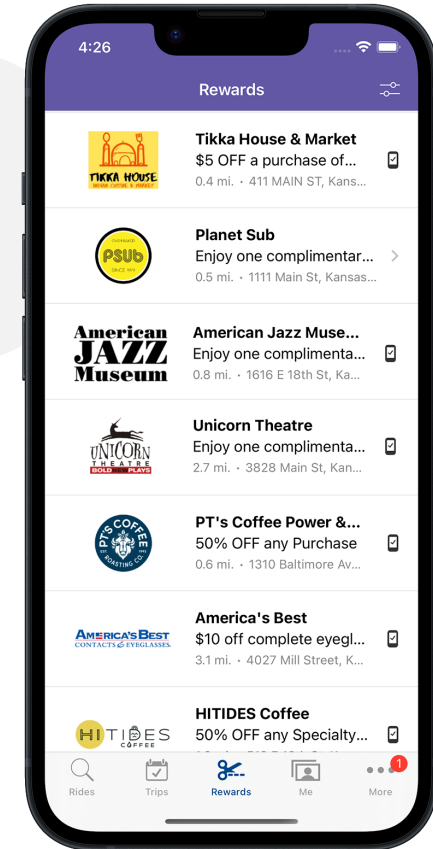 4:26
Rewards
TIKKA HOUSE
INDIAN CUISINE & MARKET
Tikka House & Market
$5 OFF a purchase of...
0.4 mi. • 411 MAIN ST, Kans...
PSUb
Planet Sub
Enjoy one complimentar...
0.5 mi. • 1111 Main St, Kansas...
American
JAZZ
Museum
American Jazz Muse...
Enjoy one complimenta...
0.8 mi. • 1616 E 18th St, Ka...
UNICORN
THEATRE
BOLD NEW PLAYS
Unicorn Theatre
Enjoy one complimenta...
2.7 mi. • 3828 Main St, Kan...
PT'S COFFEE
ROASTING CO.
PT's Coffee Power &...
50% OFF any Purchase
0.6 mi. • 1310 Baltimore Av...
AMERICA'S BEST
CONTACTS & EYEGLASSES
America's Best
$10 off complete eyegl...
3.1 mi. • 4027 Mill Street, K...
HITIDES
COFFEE
HITIDES Coffee
50% OFF any Specialty...
1
Rides
Trips
Rewards
Me
More